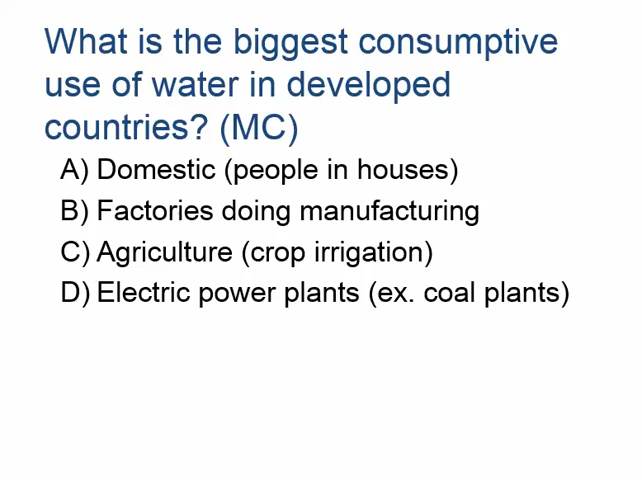 What is the biggest consumptive
use of water in developed
countries? (MC)
A) Domestic (people in houses)
B) Factories doing manufacturing
C) Agriculture (crop irrigation)
D) Electric power plants (ex. coal plants)